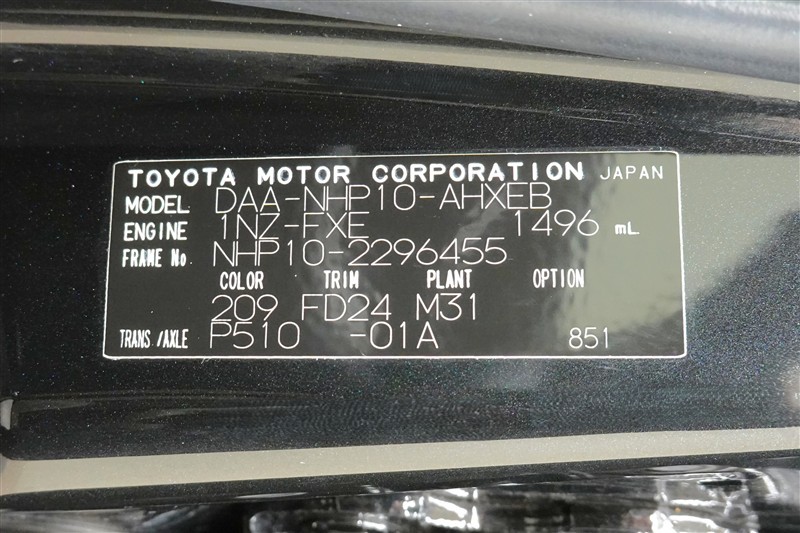 TOYOTA MOTOR CORPORATION JAPAN
MODEL DAA-NHP10-AHXEB
ENGINE 1NZ-FXE 1496 mL
FRAME No. NHP10-2296455
COLOR TRIM PLANT OPTION
209 FD24 M31
TRANS./AXLE P510 -01A 851